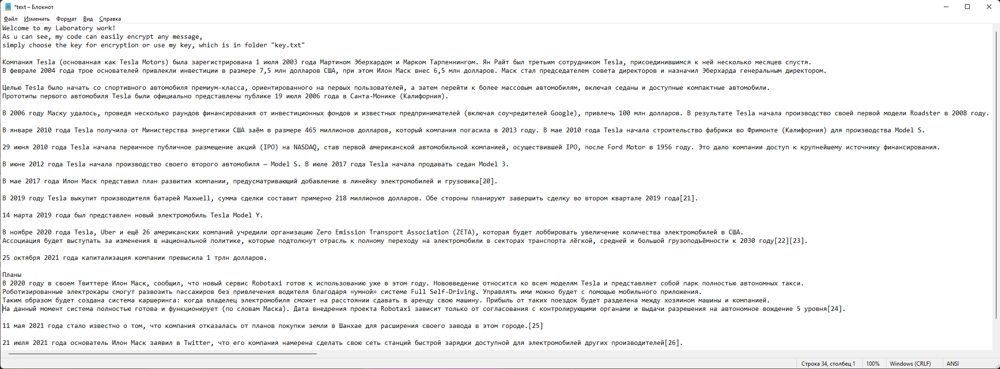 *text – Блокнот
Файл Изменить Формат Вид Справка
Welcome to my Laboratory work!
As u can see, my code can easily encrypt any message,
simply choose the key for encryption or use my key, which is in folder "key.txt"
Компания Tesla (основанная как Tesla Motors) была зарегистрирована 1 июля 2003 года Мартином Эберхардом и Марком Тарпеннингом. Ян Райт был третьим сотрудником Tesla, присоединившимся к ней несколько месяцев спустя.
В феврале 2004 года трое основателей привлекли инвестиции в размере 7,5 млн долларов США, при этом Илон Маск внес 6,5 млн долларов. Маск стал председателем совета директоров и назначил Эберхарда генеральным директором.
Целью Tesla было начать со спортивного автомобиля премиум-класса, ориентированного на первых пользователей, а затем перейти к более массовым автомобилям, включая седаны и доступные компактные автомобили.
Прототипы первого автомобиля Tesla были официально представлены публике 19 июля 2006 года в Санта-Монике (Калифорния).
В 2006 году Маску удалось, проведя несколько раундов финансирования от инвестиционных фондов и известных предпринимателей (включая соучредителей Google), привлечь 100 млн долларов. В результате Tesla начала производство своей первой модели Roadster в 2008 году.
В январе 2010 года Tesla получила от Министерства энергетики США заём в размере 465 миллионов долларов, который компания погасила в 2013 году. В мае 2010 года Tesla начала строительство фабрики во Фримонте (Калифорния) для производства Model S.
29 июня 2010 года Tesla начала первичное публичное размещение акций (IPO) на NASDAQ, став первой американской автомобильной компанией, осуществившей IPO, после Ford Motor в 1956 году. Это дало компании доступ к крупнейшему источнику финансирования.
В июне 2012 года Tesla начала производство своего второго автомобиля — Model S. В июле 2017 года Tesla начала продавать седан Model 3.
В мае 2017 года Илон Маск представил план развития компании, предусматривающий добавление в линейку электромобилей и грузовика[20].
В 2019 году Tesla выкупит производителя батарей Maxwell, сумма сделки составит примерно 218 миллионов долларов. Обе стороны планируют завершить сделку во втором квартале 2019 года[21].
14 марта 2019 года был представлен новый электромобиль Tesla Model Y.
В ноябре 2020 года Tesla, Uber и ещё 26 американских компаний учредили организацию Zero Emission Transport Association (ZETA), которая будет лоббировать увеличение количества электромобилей в США.
Ассоциация будет выступать за изменения в национальной политике, которые подтолкнут отрасль к полному переходу на электромобили в секторах транспорта лёгкой, средней и большой грузоподъёмности к 2030 году[22][23].
25 октября 2021 года капитализация компании превысила 1 трлн долларов.
Планы
В 2020 году в своем Твиттере Илон Маск, сообщил, что новый сервис Robotaxi готов к использованию уже в этом году. Нововведение относится ко всем моделям Tesla и представляет собой парк полностью автономных такси.
Роботизированные электрокары смогут развозить пассажиров без привлечения водителя благодаря «умной» системе Full Self-Driving. Управлять ими можно будет с помощью мобильного приложения.
Таким образом будет создана система каршеринга: когда владелец электромобиля сможет на расстоянии сдавать в аренду свою машину. Прибыль от таких поездок будет разделена между хозяином машины и компанией.
На данный момент система полностью готова и функционирует (по словам Маска). Дата внедрения проекта Robotaxi зависит только от согласования с контролирующими органами и выдачи разрешения на автономное вождение 5 уровня[24].
11 мая 2021 года стало известно о том, что компания отказалась от планов покупки земли в Шанхае для расширения своего завода в этом городе.[25]
21 июля 2021 года основатель Илон Маск заявил в Twitter, что его компания намерена сделать свою сеть станций быстрой зарядки доступной для электромобилей других производителей[26].
Строка 34, столбец 1 100% Windows (CRLF) ANSI